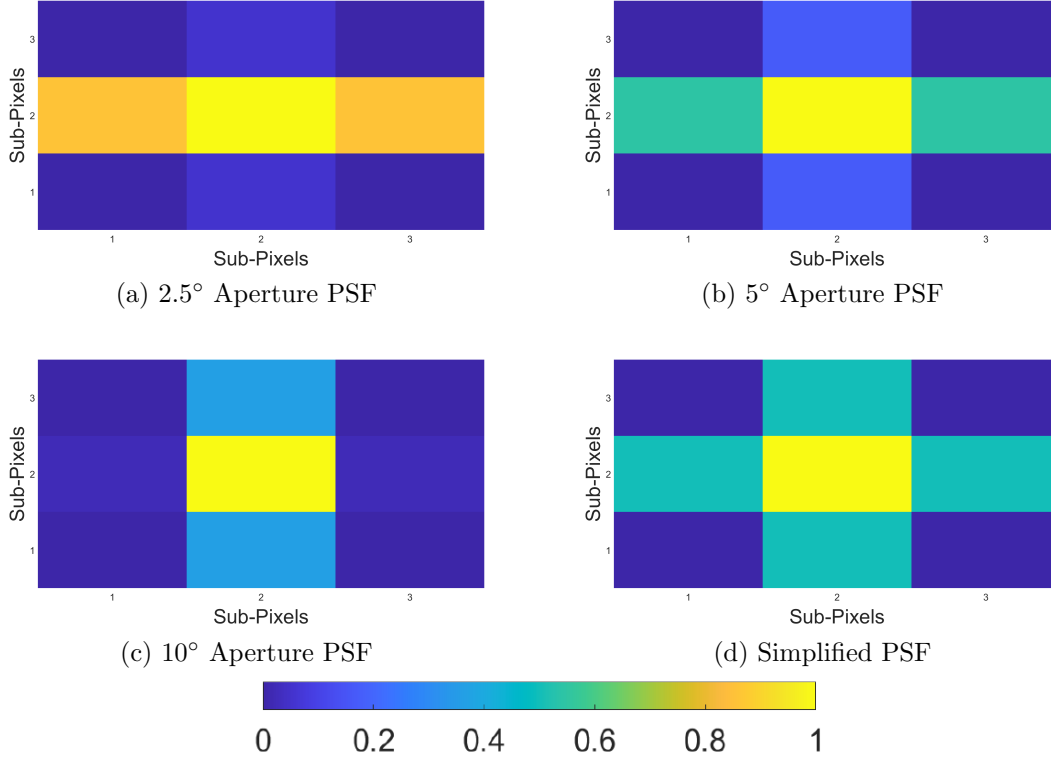 Sub-Pixels
3
2
1
1 2 3
Sub-Pixels
(a) 2.5° Aperture PSF
Sub-Pixels
3
2
1
1 2 3
Sub-Pixels
(b) 5° Aperture PSF
Sub-Pixels
3
2
1
1 2 3
Sub-Pixels
(c) 10° Aperture PSF
Sub-Pixels
3
2
1
1 2 3
Sub-Pixels
(d) Simplified PSF
0 0.2 0.4 0.6 0.8 1